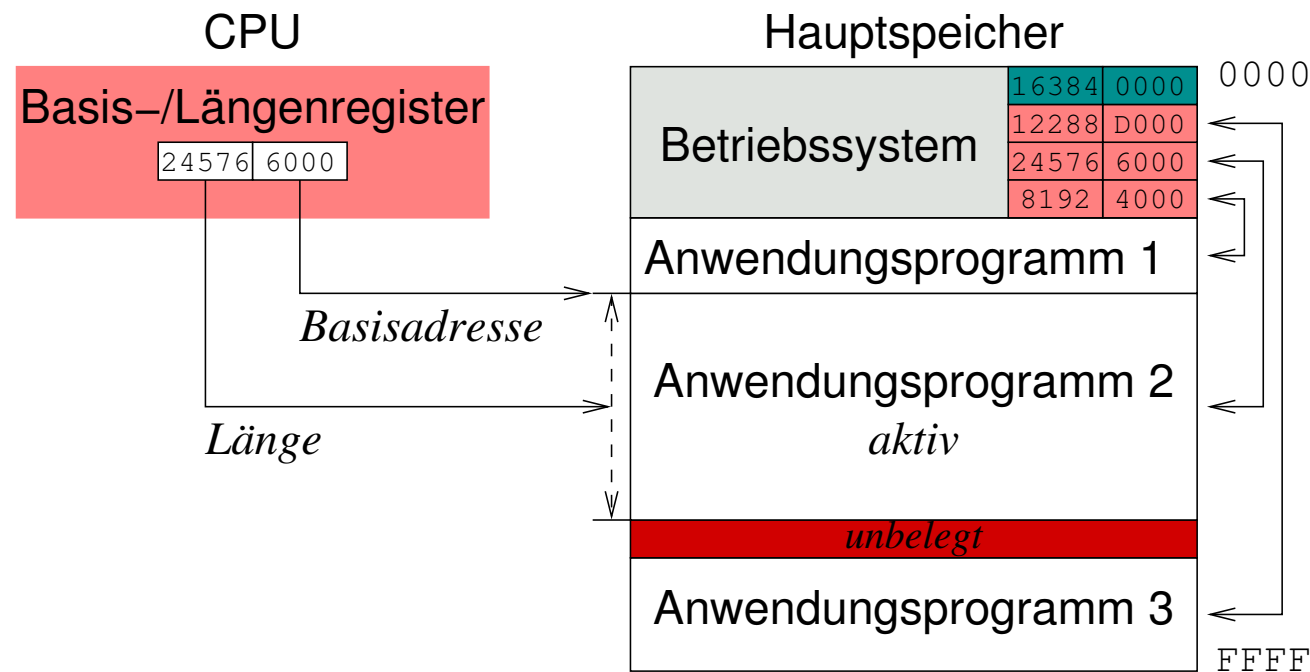 CPU
Basis–/Längenregister
24576 6000
Basisadresse
Länge
Hauptspeicher
0000
Betriebssystem
16384 0000
12288 D000
24576 6000
8192 4000
Anwendungsprogramm 1
Anwendungsprogramm 2
aktiv
unbelegt
Anwendungsprogramm 3
FFFF